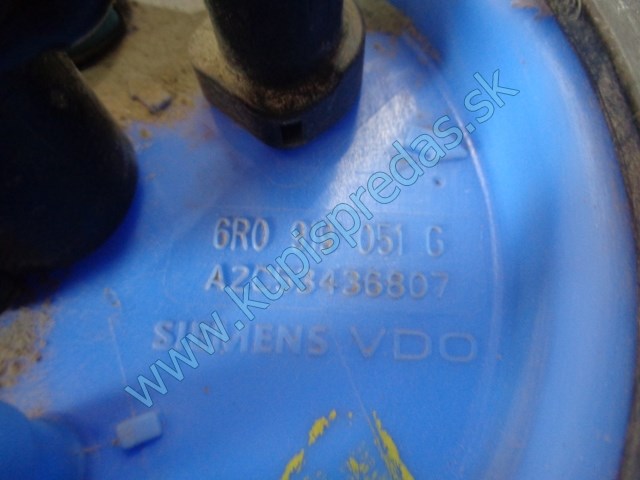 6R0 051 G
SIEMENS VDO
www.kupispredas.sk